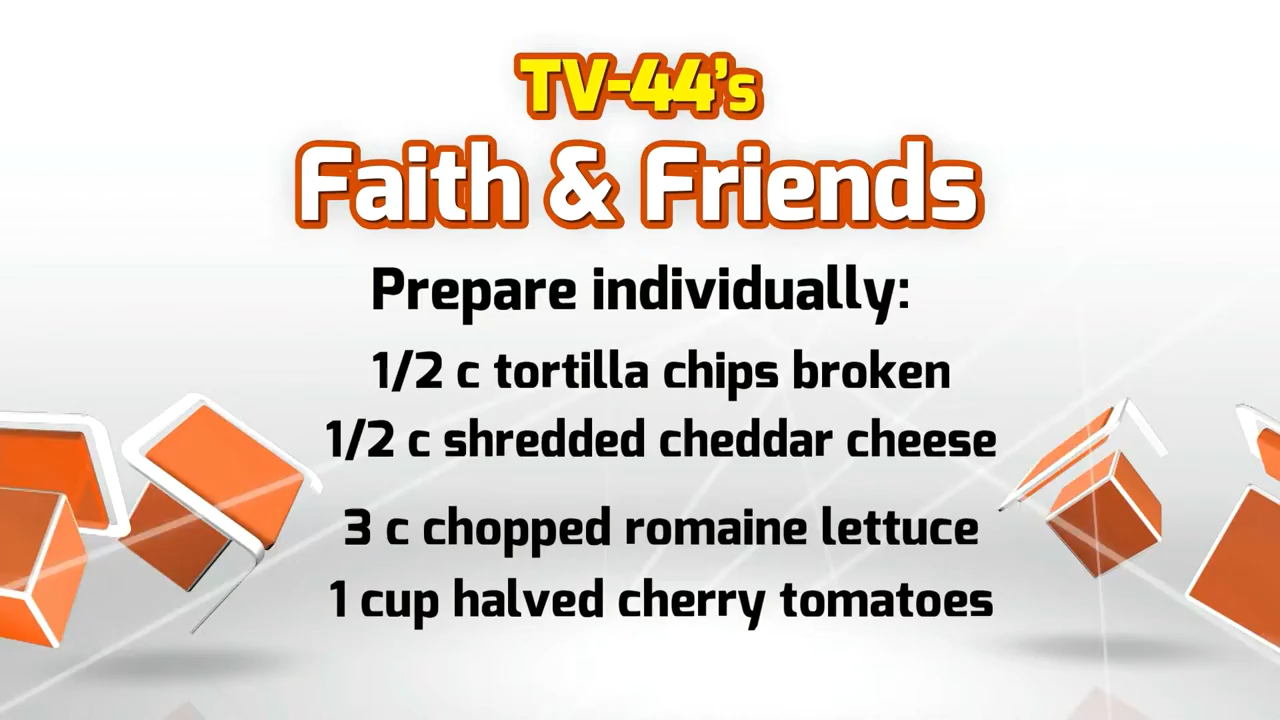 TV-44's
Faith & Friends
Prepare individually:
1/2 c tortilla chips broken
1/2 c shredded cheddar cheese
3 c chopped romaine lettuce
1 cup halved cherry tomatoes